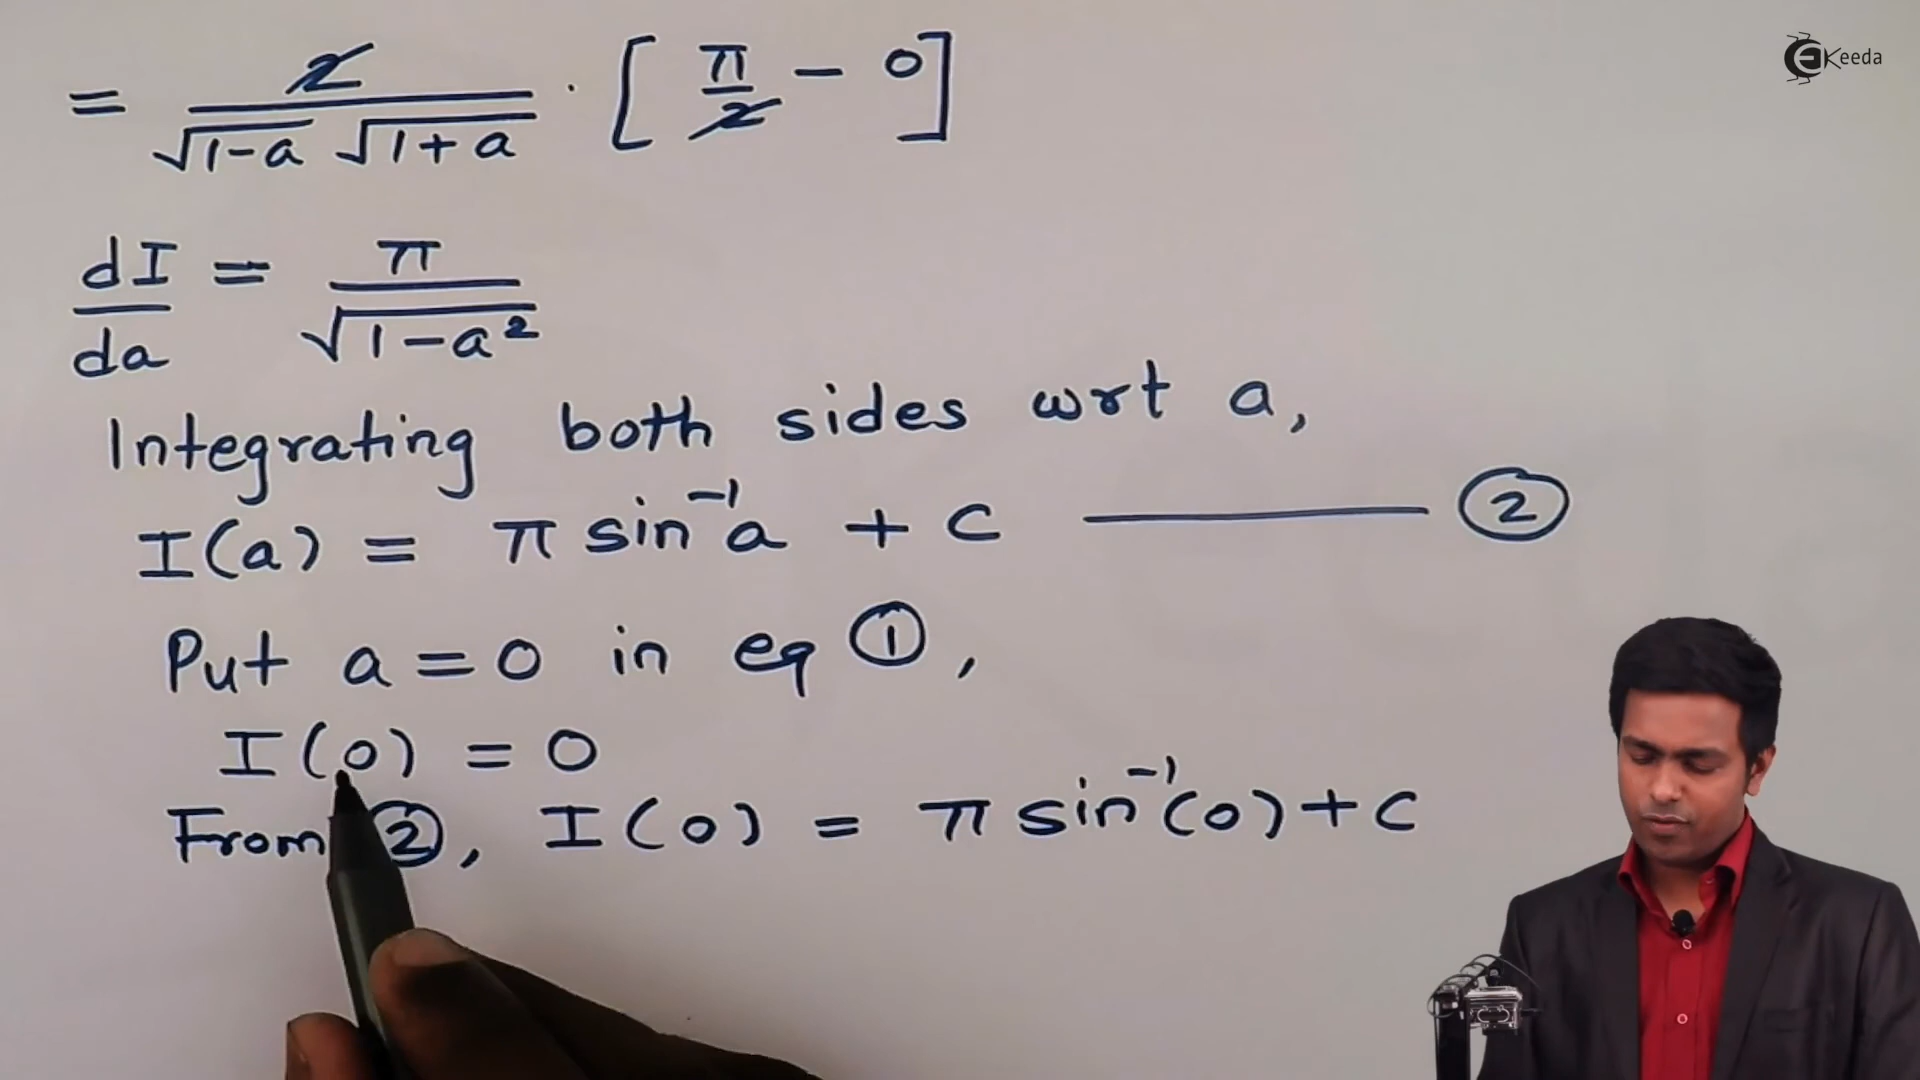 Keeda
= 2/(√1-a √1+a) · [π/2 - 0]
dI/da = π/√1-a²
Integrating both sides wrt a,
I(a) = π sin⁻¹a + c ——— ②
Put a = 0 in eq ①,
I(0) = 0
From ②, I(0) = π sin⁻¹(0) + c